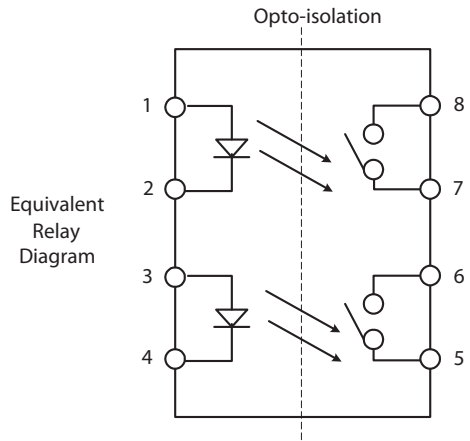 Opto-isolation
1
8
2
7
Equivalent
Relay
Diagram
3
6
4
5